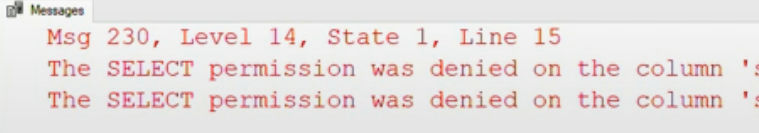 Messages
Msg 230, Level 14, State 1, Line 15
The SELECT permission was denied on the column '
The SELECT permission was denied on the column '